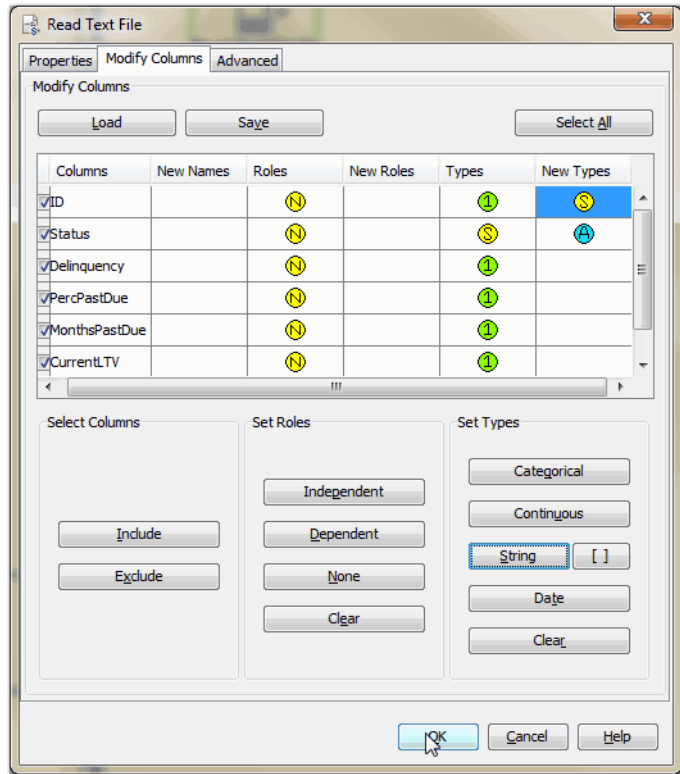 Read Text File
Properties Modify Columns Advanced
Modify Columns
Load Save Select All
Columns New Names Roles New Roles Types New Types
ID N 1 S
Status N S A
Delinquency N 1
PercPastDue N 1
MonthsPastDue N 1
CurrentLTV N 1
Select Columns Set Roles Set Types
Categorical
Independent
Continuous
Include Dependent
String [ ]
Exclude None
Date
Clear
Clear
OK Cancel Help